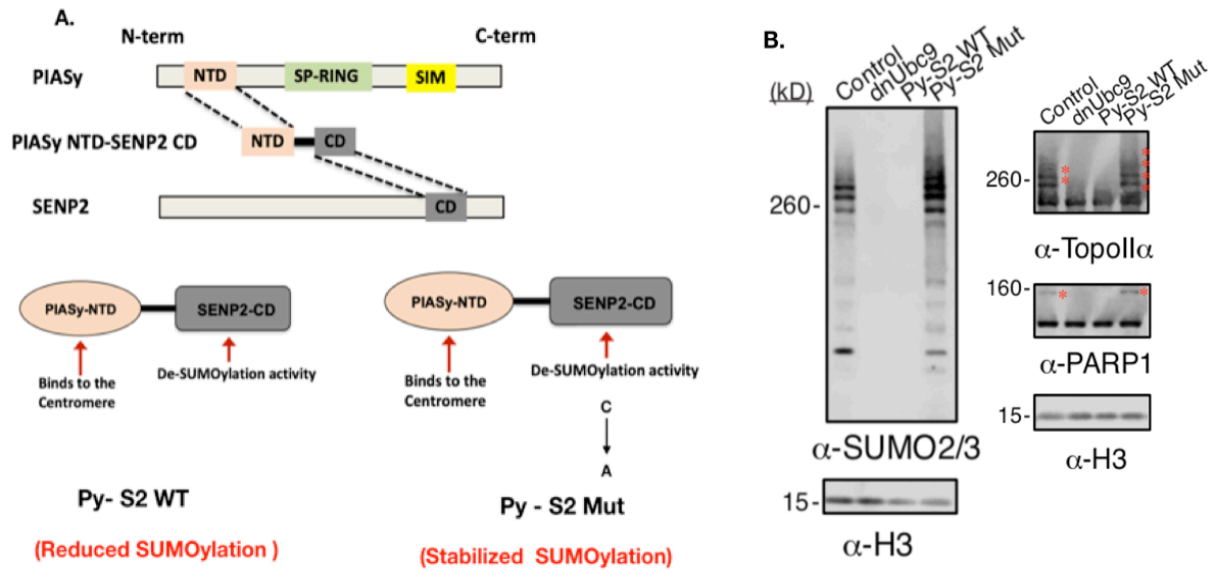 A.
N-term
C-term
PIASy
NTD
SP-RING
SIM
PIASy NTD-SENP2 CD
NTD
CD
SENP2
CD
PIASy-NTD
SENP2-CD
Binds to the
Centromere
De-SUMOylation activity
Py- S2 WT
(Reduced SUMOylation )
PIASy-NTD
SENP2-CD
Binds to the
Centromere
De-SUMOylation activity
C
A
Py - S2 Mut
(Stabilized SUMOylation)
B.
(kD)
Control
dnUbc9
Py-S2 WT
Py-S2 Mut
260-
α-SUMO2/3
15-
α-H3
Control
dnUbc9
Py-S2 WT
Py-S2 Mut
260-
*
*
*
*
*
*
α-TopoIIα
160-
*
*
α-PARP1
15-
α-H3